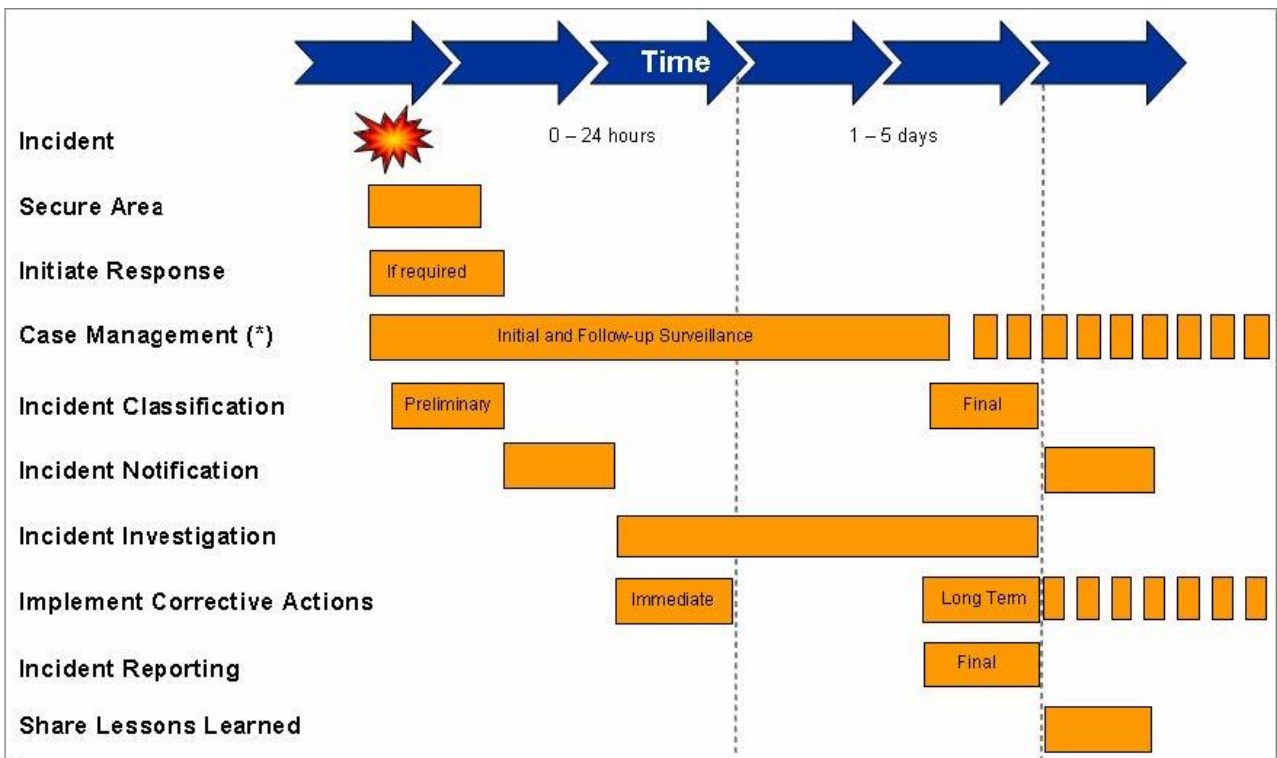 Time
Incident
0 – 24 hours
1 – 5 days
Secure Area
Initiate Response
If required
Case Management (*)
Initial and Follow-up Surveillance
Incident Classification
Preliminary
Final
Incident Notification
Incident Investigation
Implement Corrective Actions
Immediate
Long Term
Incident Reporting
Final
Share Lessons Learned